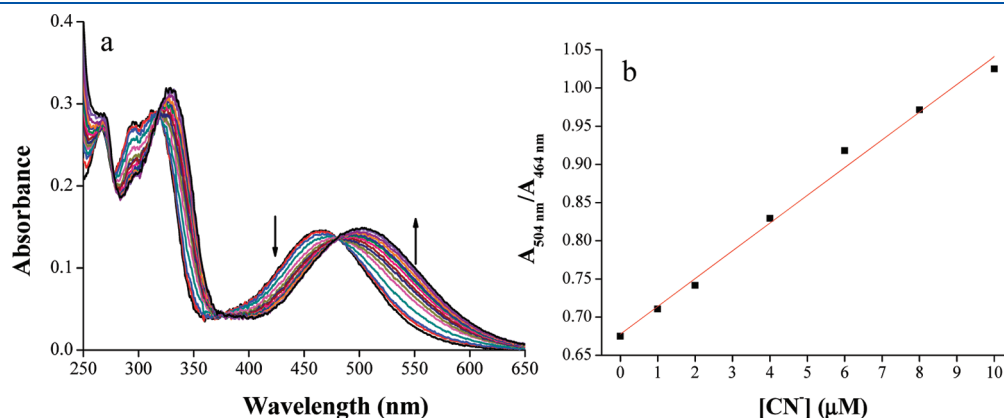 a
Absorbance
0.4
0.3
0.2
0.1
0.0
250 300 350 400 450 500 550 600 650
Wavelength (nm)
b
A504 nm/A464 nm
1.05
1.00
0.95
0.90
0.85
0.80
0.75
0.70
0.65
0 1 2 3 4 5 6 7 8 9 10
[CN-] (μM)